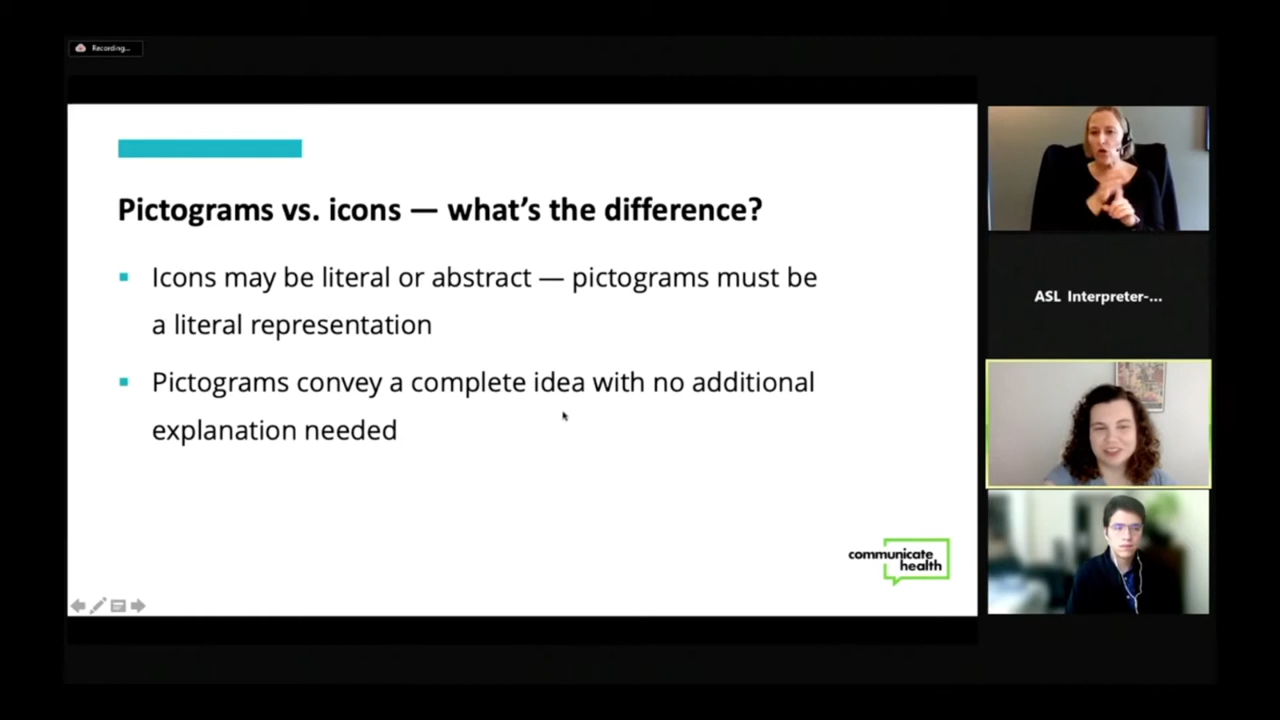 Recording...
Pictograms vs. icons — what's the difference?
▪ Icons may be literal or abstract — pictograms must be
a literal representation
▪ Pictograms convey a complete idea with no additional
explanation needed
communicate
health
ASL Interpreter-...